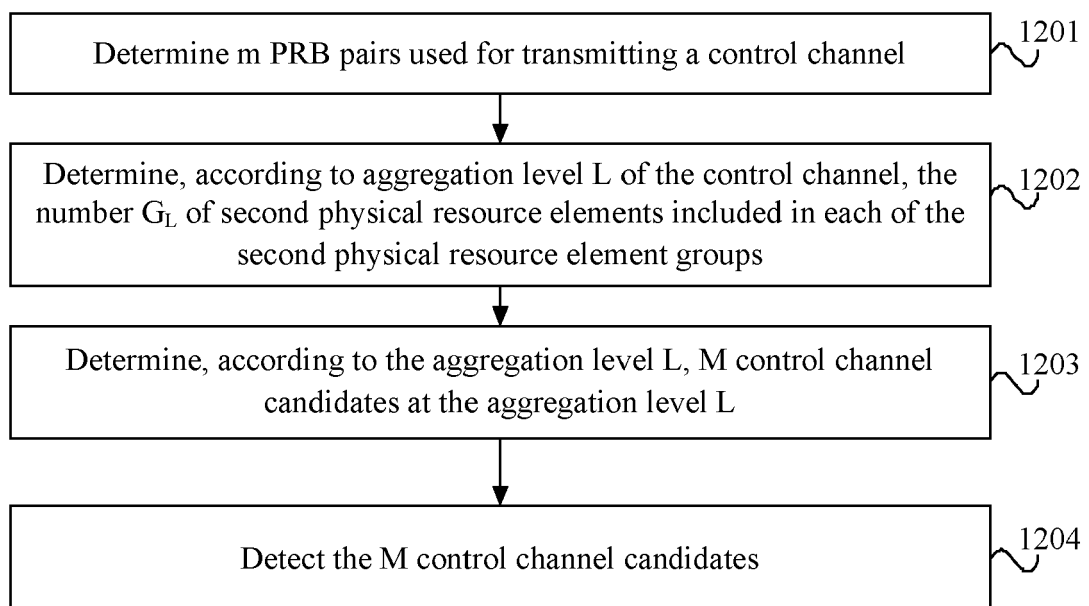 Determine m PRB pairs used for transmitting a control channel
1201
Determine, according to aggregation level L of the control channel, the
number GL of second physical resource elements included in each of the
second physical resource element groups
1202
Determine, according to the aggregation level L, M control channel
candidates at the aggregation level L
1203
Detect the M control channel candidates
1204